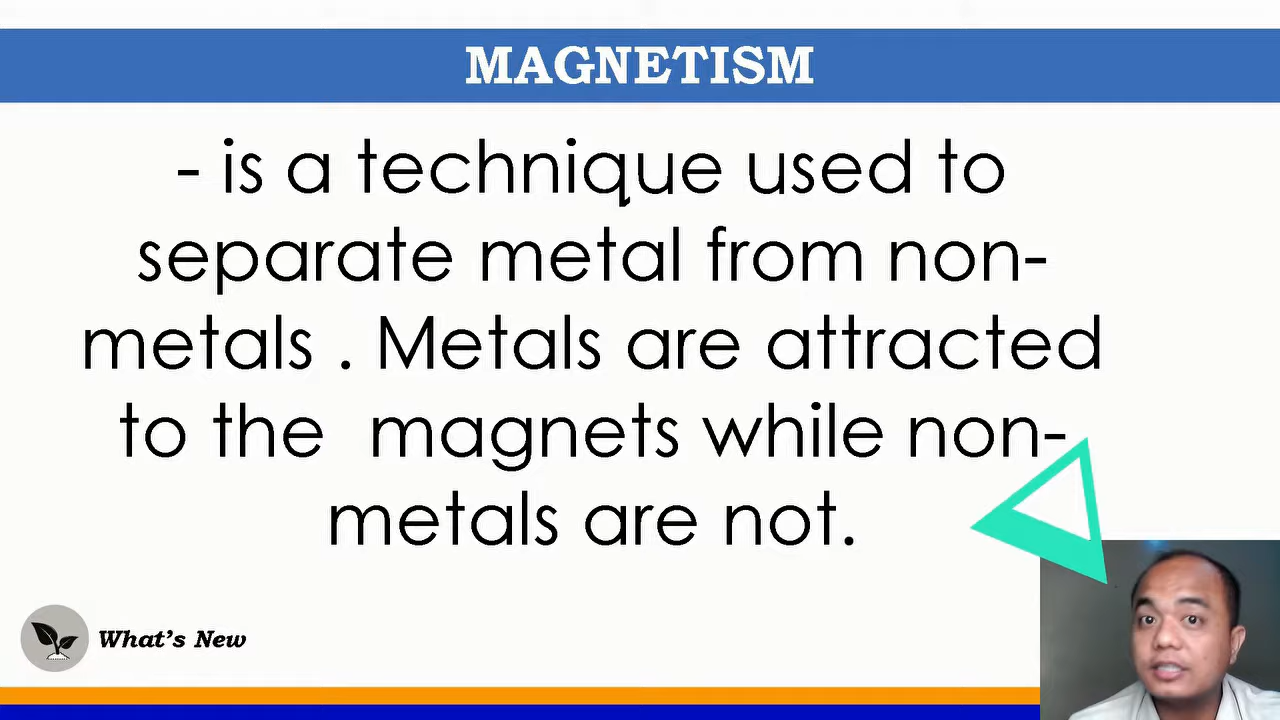 MAGNETISM
- is a technique used to
separate metal from non-
metals . Metals are attracted
to the  magnets while non-
metals are not.
What's New